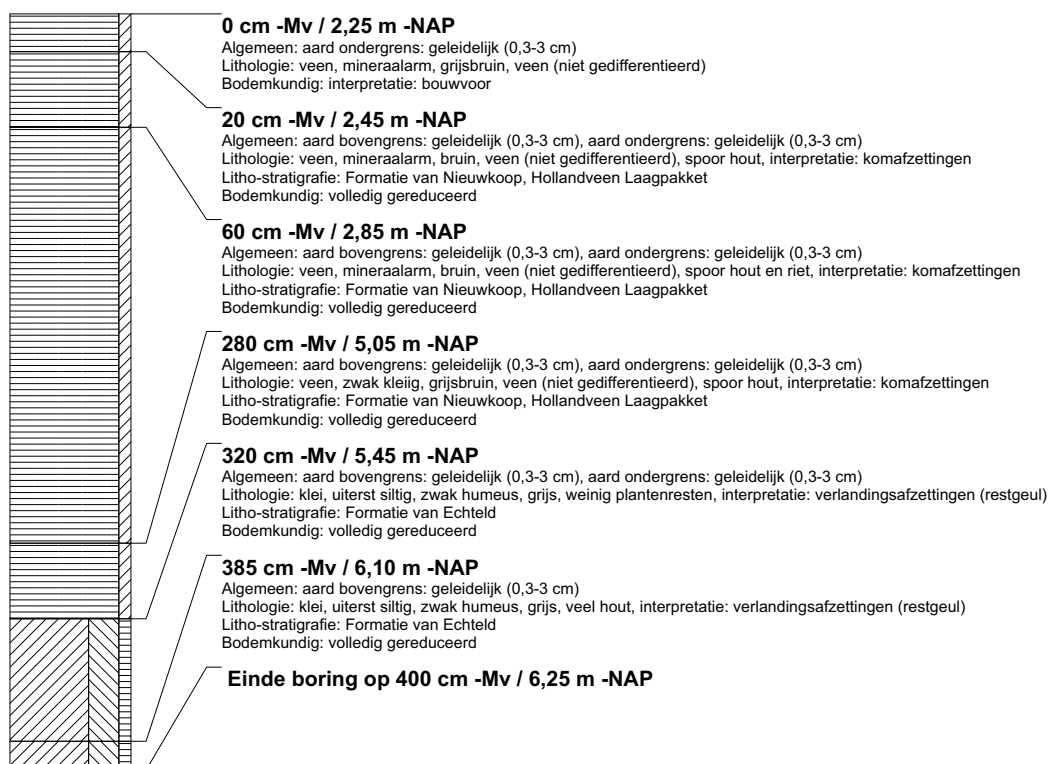 0 cm -Mv / 2,25 m -NAP
Algemeen: aard ondergrens: geleidelijk (0,3-3 cm)
Lithologie: veen, mineraalarm, grijsbruin, veen (niet gedifferentieerd)
Bodemkundig: interpretatie: bouwvoor
20 cm -Mv / 2,45 m -NAP
Algemeen: aard bovengrens: geleidelijk (0,3-3 cm), aard ondergrens: geleidelijk (0,3-3 cm)
Lithologie: veen, mineraalarm, bruin, veen (niet gedifferentieerd), spoor hout, interpretatie: komafzettingen
Litho-stratigrafie: Formatie van Nieuwkoop, Hollandveen Laagpakket
Bodemkundig: volledig gereduceerd
60 cm -Mv / 2,85 m -NAP
Algemeen: aard bovengrens: geleidelijk (0,3-3 cm), aard ondergrens: geleidelijk (0,3-3 cm)
Lithologie: veen, mineraalarm, bruin, veen (niet gedifferentieerd), spoor hout en riet, interpretatie: komafzettingen
Litho-stratigrafie: Formatie van Nieuwkoop, Hollandveen Laagpakket
Bodemkundig: volledig gereduceerd
280 cm -Mv / 5,05 m -NAP
Algemeen: aard bovengrens: geleidelijk (0,3-3 cm), aard ondergrens: geleidelijk (0,3-3 cm)
Lithologie: veen, zwak kleiig, grijsbruin, veen (niet gedifferentieerd), spoor hout, interpretatie: komafzettingen
Litho-stratigrafie: Formatie van Nieuwkoop, Hollandveen Laagpakket
Bodemkundig: volledig gereduceerd
320 cm -Mv / 5,45 m -NAP
Algemeen: aard bovengrens: geleidelijk (0,3-3 cm), aard ondergrens: geleidelijk (0,3-3 cm)
Lithologie: klei, uiterst siltig, zwak humeus, grijs, weinig plantenresten, interpretatie: verlandingsafzettingen (restgeul)
Litho-stratigrafie: Formatie van Echteld
Bodemkundig: volledig gereduceerd
385 cm -Mv / 6,10 m -NAP
Algemeen: aard bovengrens: geleidelijk (0,3-3 cm)
Lithologie: klei, uiterst siltig, zwak humeus, grijs, veel hout, interpretatie: verlandingsafzettingen (restgeul)
Litho-stratigrafie: Formatie van Echteld
Bodemkundig: volledig gereduceerd
Einde boring op 400 cm -Mv / 6,25 m -NAP